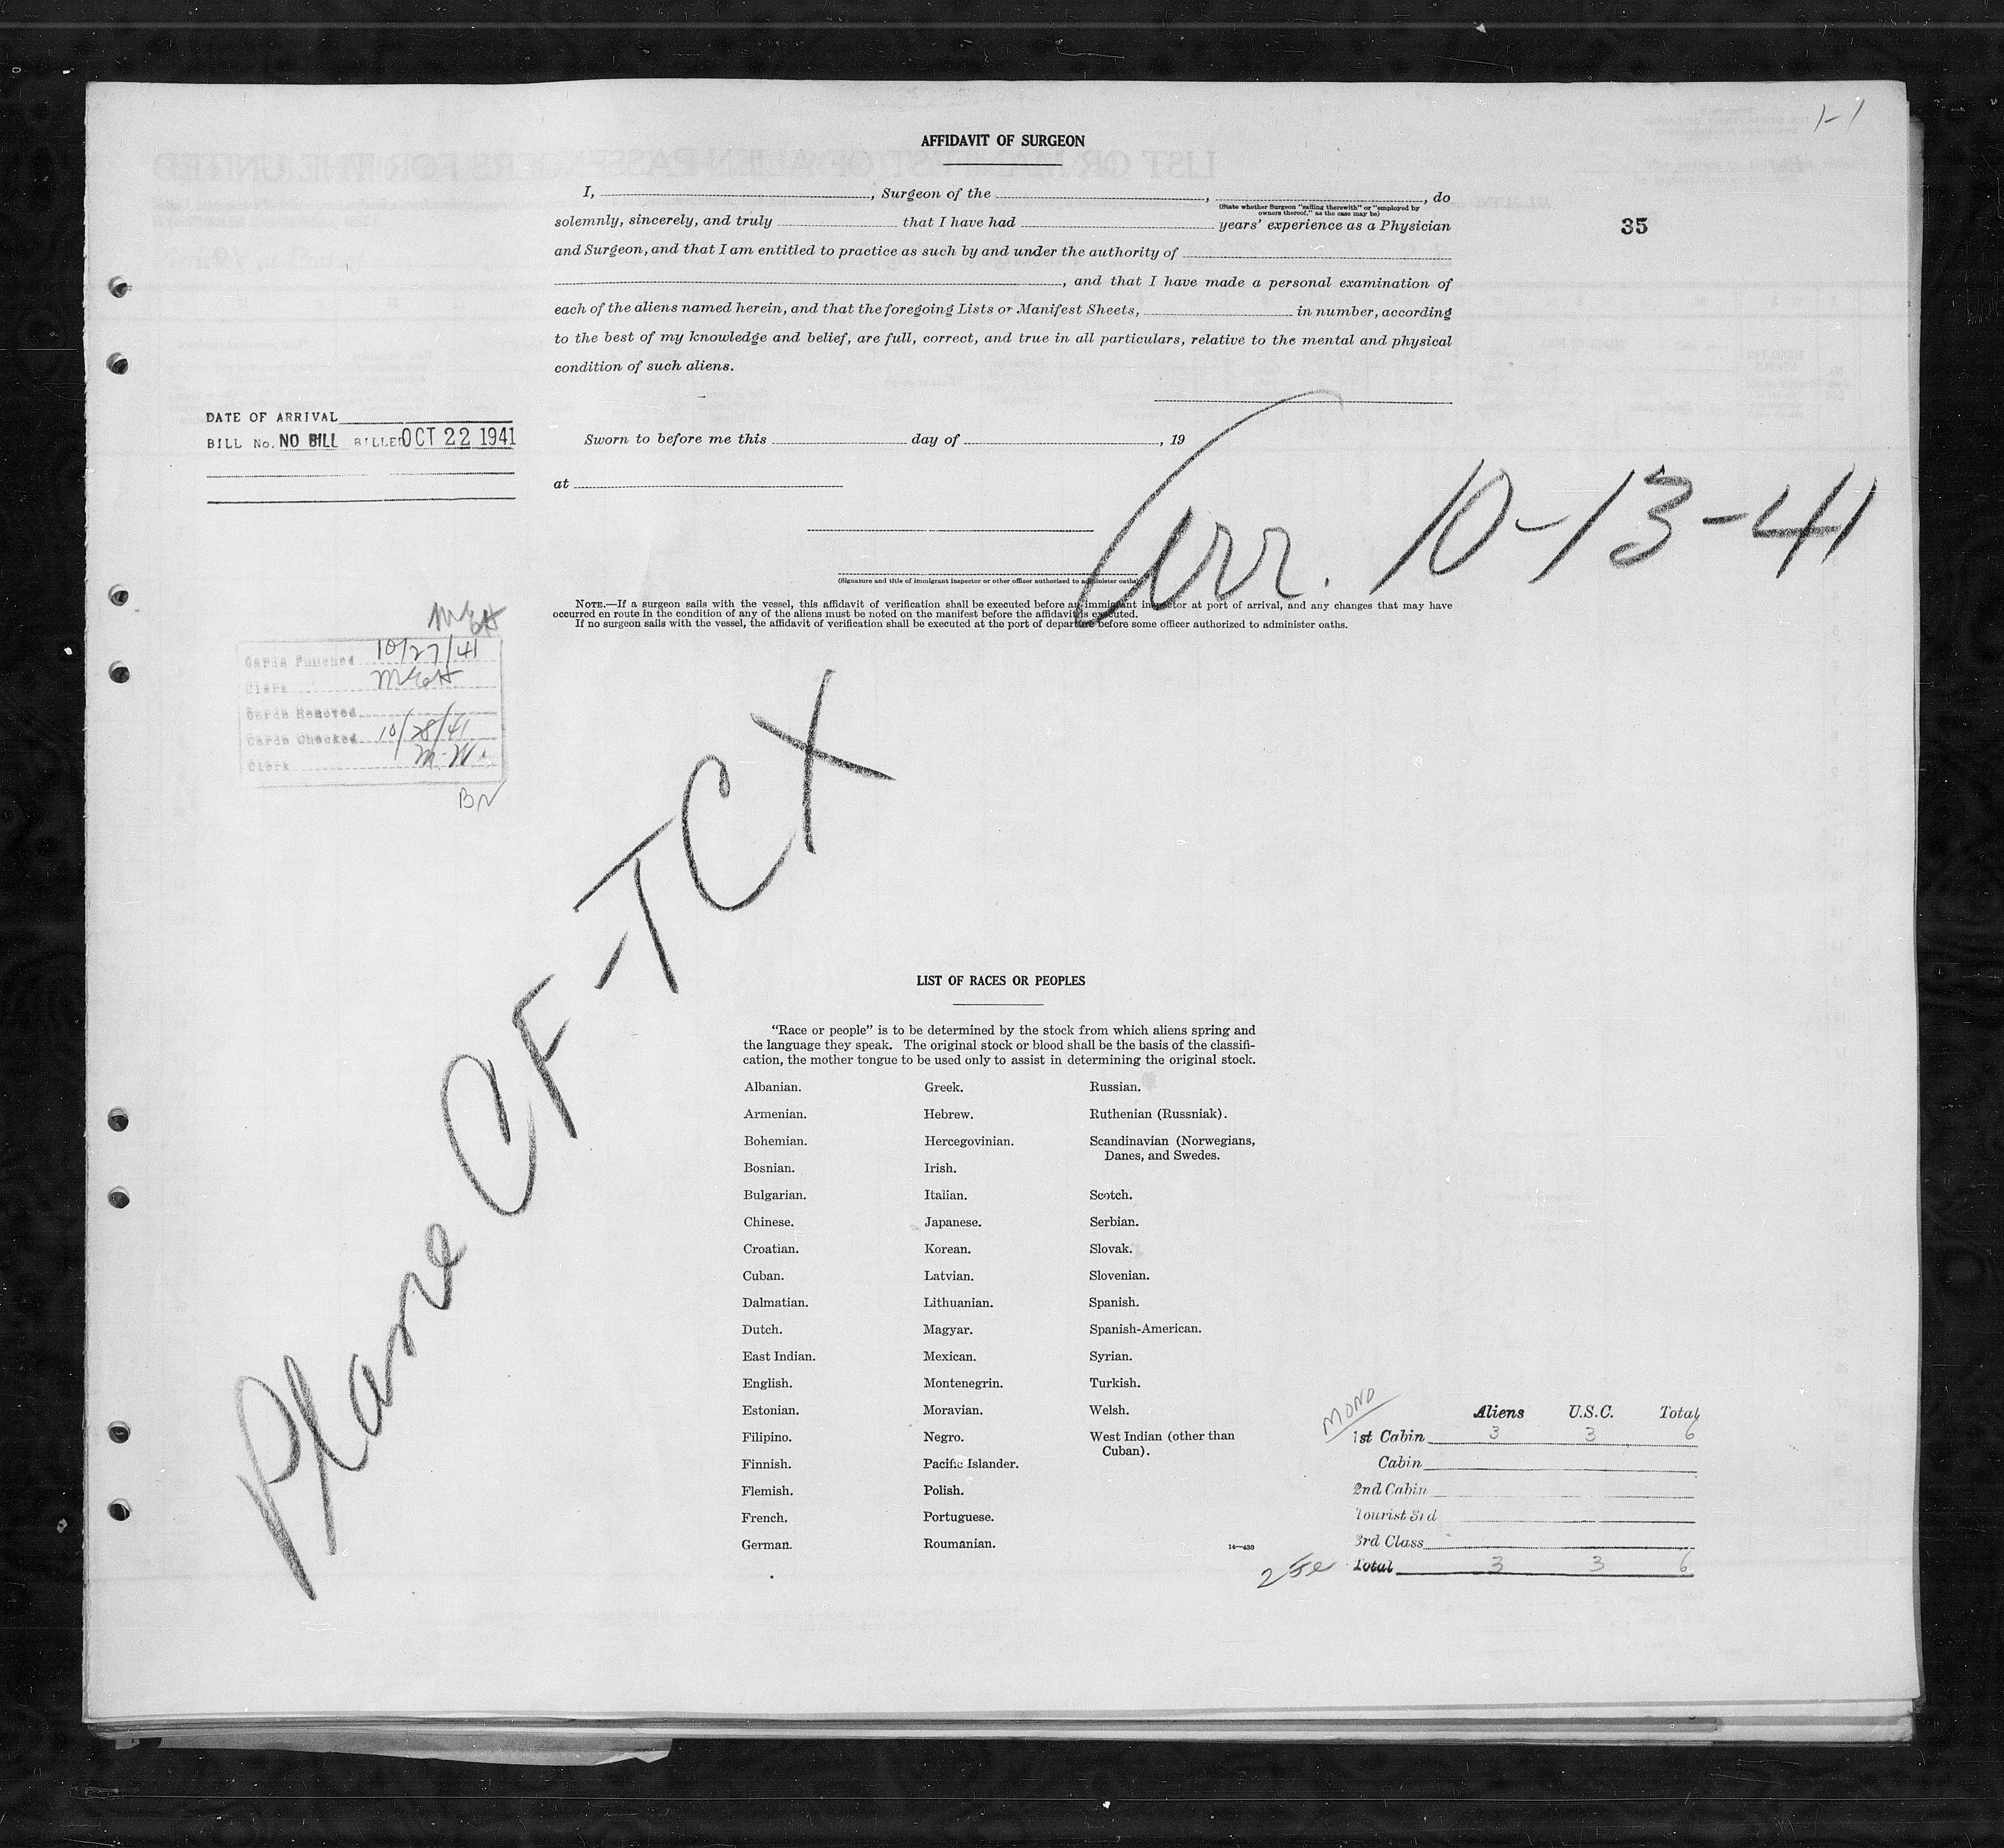 1-1
AFFIDAVIT OF SURGEON
I, , Surgeon of the , , do
(State whether Surgeon "sailing therewith" or "employed by
owners thereof," as the case may be)
solemnly, sincerely, and truly that I have had years' experience as a Physician
35
and Surgeon, and that I am entitled to practice as such by and under the authority of
, and that I have made a personal examination of
each of the aliens named herein, and that the foregoing Lists or Manifest Sheets, in number, according
to the best of my knowledge and belief, are full, correct, and true in all particulars, relative to the mental and physical
condition of such aliens.
DATE OF ARRIVAL
BILL No. NO BILL BILLED OCT 22 1941
Sworn to before me this day of , 19
at
Arr. 10-13-41
(Signature and title of immigrant inspector or other officer authorized to administer oaths)
NOTE.—If a surgeon sails with the vessel, this affidavit of verification shall be executed before an immigrant inspector at port of arrival, and any changes that may have
occurred en route in the condition of any of the aliens must be noted on the manifest before the affidavit is executed.
If no surgeon sails with the vessel, the affidavit of verification shall be executed at the port of departure before some officer authorized to administer oaths.
Cards Punched 10/27/41
Clerk
Cards Removed
Cards Checked 10/28/41
Clerk M.W.
BN
Plane CF-TCX
LIST OF RACES OR PEOPLES
"Race or people" is to be determined by the stock from which aliens spring and
the language they speak. The original stock or blood shall be the basis of the classifi-
cation, the mother tongue to be used only to assist in determining the original stock.
Albanian.
Armenian.
Bohemian.
Bosnian.
Bulgarian.
Chinese.
Croatian.
Cuban.
Dalmatian.
Dutch.
East Indian.
English.
Estonian.
Filipino.
Finnish.
Flemish.
French.
German.
Greek.
Hebrew.
Hercegovinian.
Irish.
Italian.
Japanese.
Korean.
Latvian.
Lithuanian.
Magyar.
Mexican.
Montenegrin.
Moravian.
Negro.
Pacific Islander.
Polish.
Portuguese.
Roumanian.
Russian.
Ruthenian (Russniak).
Scandinavian (Norwegians,
Danes, and Swedes.
Scotch.
Serbian.
Slovak.
Slovenian.
Spanish.
Spanish-American.
Syrian.
Turkish.
Welsh.
West Indian (other than
Cuban).
14—430
MONO
Aliens U.S.C. Total
1st Cabin 3 3 6
Cabin
2nd Cabin
Tourist 3rd
3rd Class
Total 3 3 6